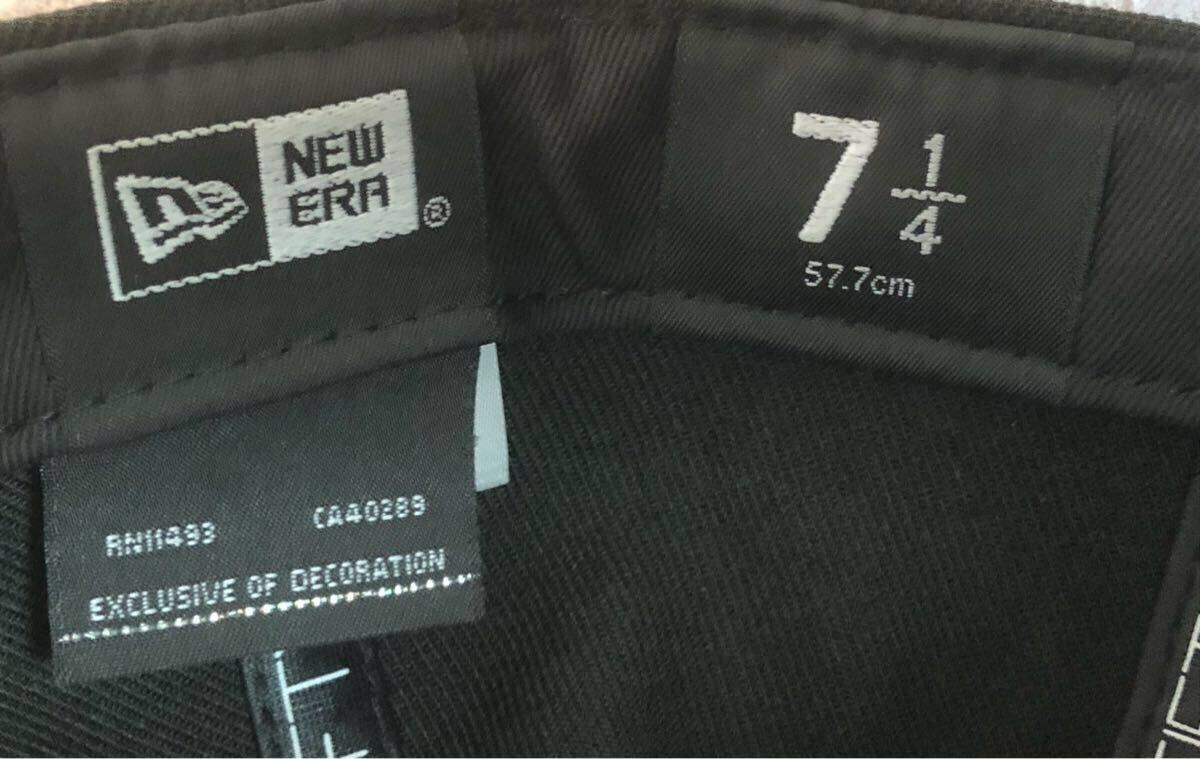 NEW
ERA
®
7 1/4
57.7cm
RN11493 CA40289
EXCLUSIVE OF DECORATION